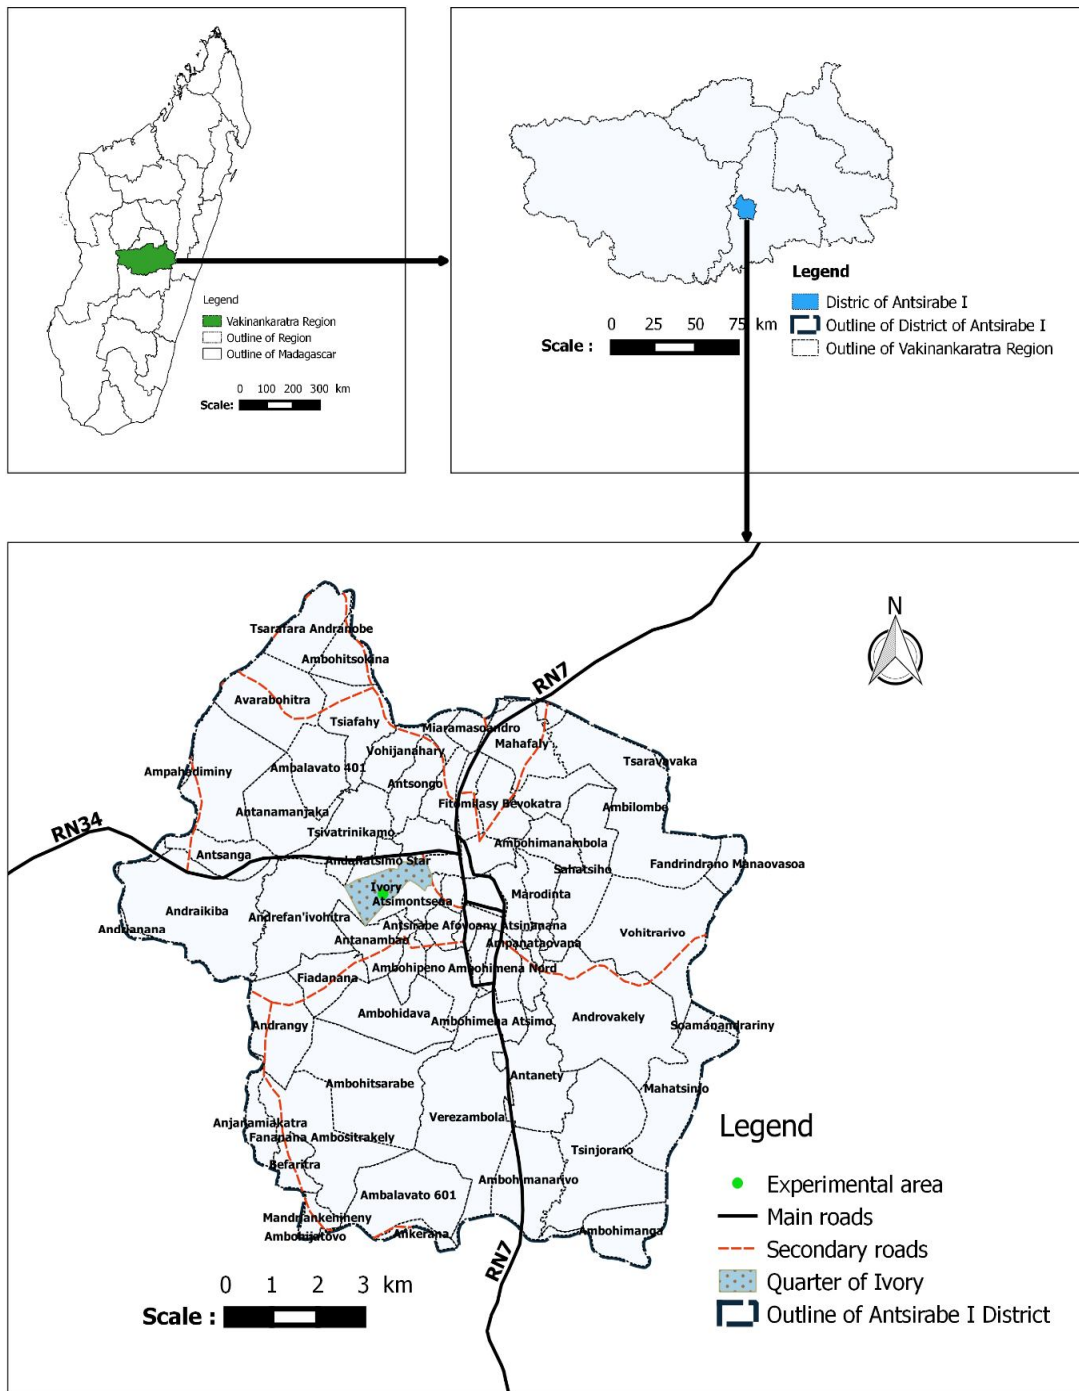 Legend
Vakinankaratra Region
Outline of Region
Outline of Madagascar
0 100 200 300 km
Scale:
Legend
Distric of Antsirabe I
Outline of District of Antsirabe I
Outline of Vakinankaratra Region
0 25 50 75 km
Scale :
N
RN7
RN34
Tsarafara Andranobe
Ambohitsokina
Avarabohitra
Tsiafahy
Miaramasoandro
Mahafaly
Vohijanahary
Tsaravavaka
Ampahadiminy
Ambalavato 401
Antsongo
Fitomilasy Bevokatra
Ambilombe
Antanamanjaka
Tsivatrinikamo
Ambohimanambola
Antsanga
Sahatsiho
Fandrindrano Manaovasoa
Ivory
Atsimontsena
Marodinta
Andraikiba
Andrefan'ivohitra
Antsirabe Afovoany Atsinanana
Vohitrarivo
Antanambao
Ampanataovana
Fiadanana
Ambohipeno
Ambohimena Nord
Ambohidava
Ambohimena Atsimo
Androvakely
Soamanandrariny
Andrangy
Ambohitsarabe
Antanety
Mahatsinjo
Anjanamiakatra
Verezambola
Fananana Ambositrakely
Tsinjorano
Befaritra
Ambalavato 601
Ambohimanarivo
Ambohijatovo
Ankerana
Ambohimanga
RN7
0 1 2 3 km
Scale :
Legend
Experimental area
Main roads
Secondary roads
Quarter of Ivory
Outline of Antsirabe I District